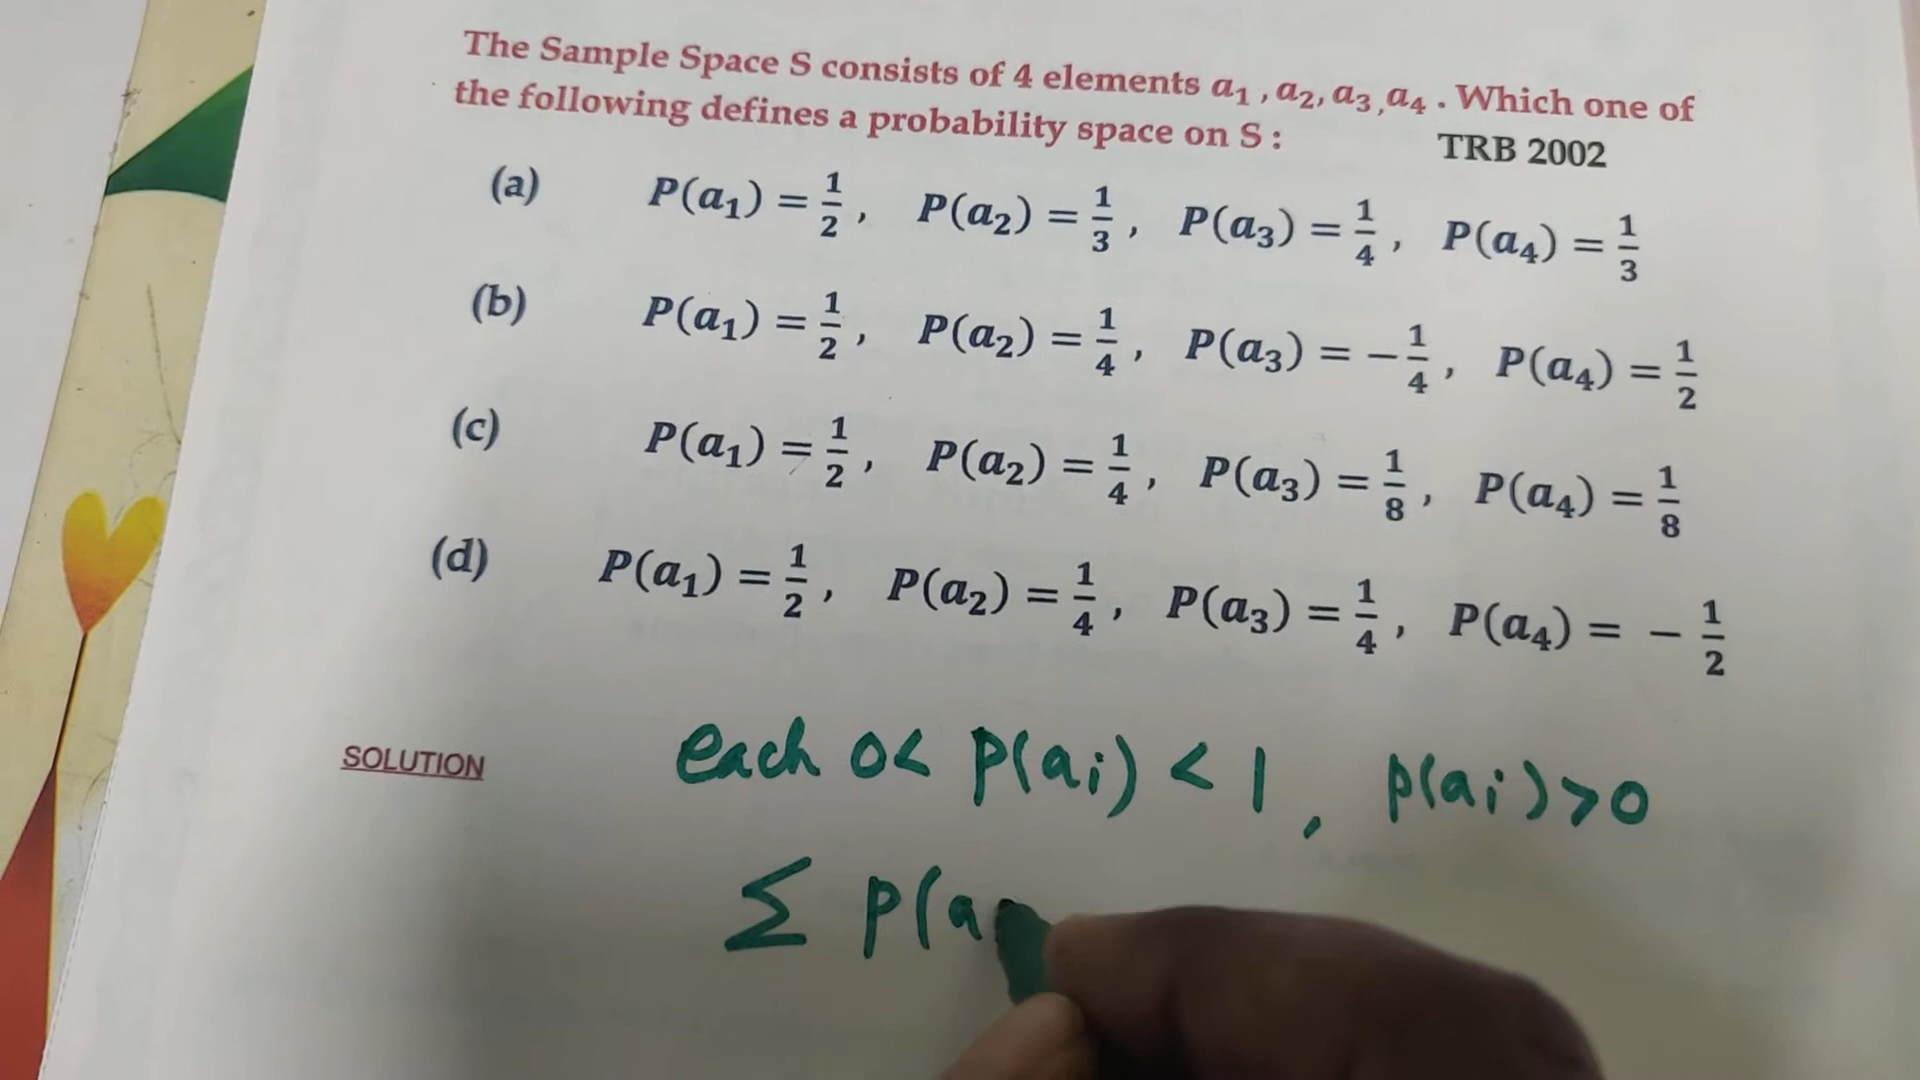 The Sample Space S consists of 4 elements a₁, a₂, a₃, a₄. Which one of
the following defines a probability space on S :
TRB 2002
(a) P(a₁) = 1/2, P(a₂) = 1/3, P(a₃) = 1/4, P(a₄) = 1/3
(b) P(a₁) = 1/2, P(a₂) = 1/4, P(a₃) = −1/4, P(a₄) = 1/2
(c) P(a₁) = 1/2, P(a₂) = 1/4, P(a₃) = 1/8, P(a₄) = 1/8
(d) P(a₁) = 1/2, P(a₂) = 1/4, P(a₃) = 1/4, P(a₄) = − 1/2
SOLUTION each 0< p(aᵢ) < 1, p(aᵢ) >0
Σ p(a